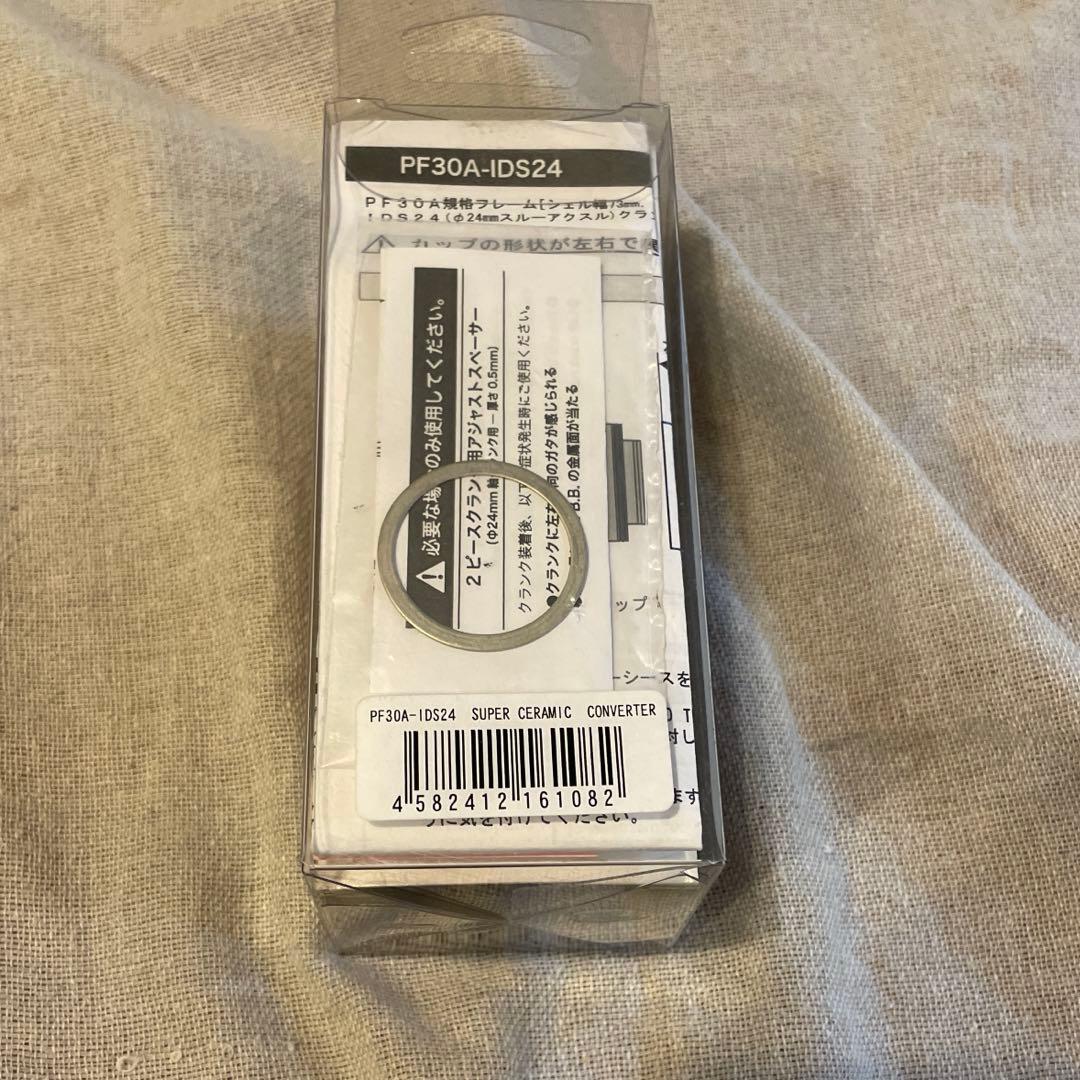 PF30A-IDS24
PF30A規格フレーム[シェル幅73mm.
IDS24(φ24mmスルーアクスル)クラ
カップの形状が左右で
必要な場 のみ使用してください。
2ピースクラン 用アジャストスペーサー
(φ24mm 軸 ンク用ー厚さ0.5mm)
クランク装着後、以下 症状発生時にご使用ください。
●クランクに左右 向のガタが感じられる
● B.B.の金属面が当たる
ップ
ーシースを
対し
PF30A-IDS24 SUPER CERAMIC CONVERTER
4 582412 161082
ます
に気を付けてください。